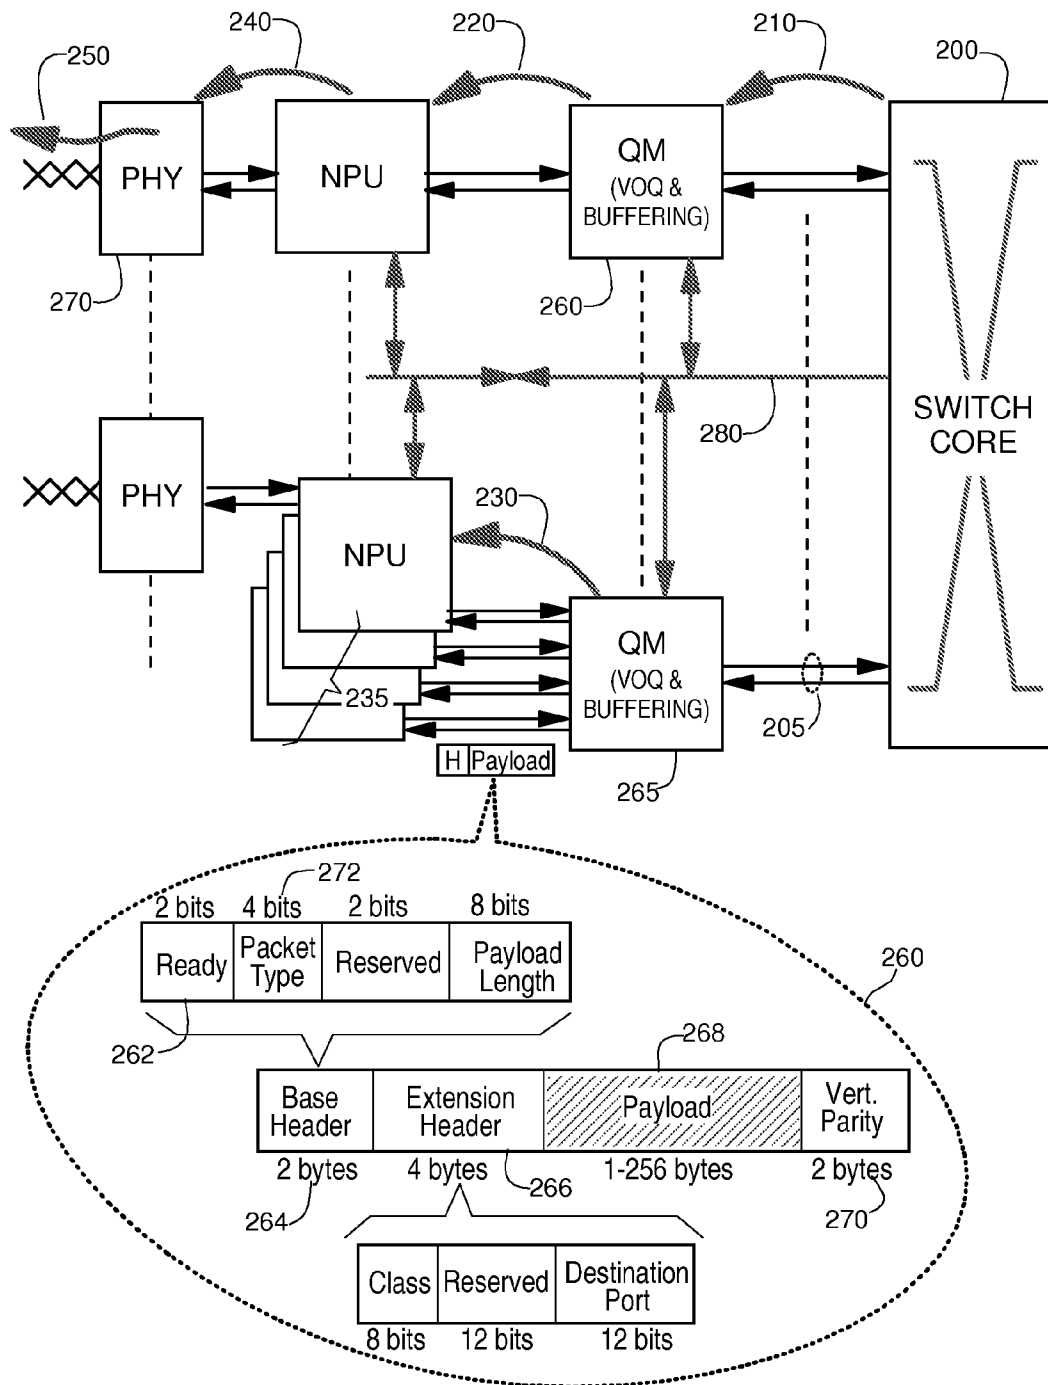 240
220
210
200
250
PHY
NPU
QM
(VOQ &
BUFFERING)
270
260
SWITCH
CORE
280
PHY
230
NPU
QM
(VOQ &
BUFFERING)
235
205
H Payload
265
272
2 bits 4 bits 2 bits 8 bits
Ready Packet Type Reserved Payload Length
260
262
268
Base Header Extension Header Payload Vert. Parity
2 bytes 4 bytes 1-256 bytes 2 bytes
264
266
270
Class Reserved Destination Port
8 bits 12 bits 12 bits